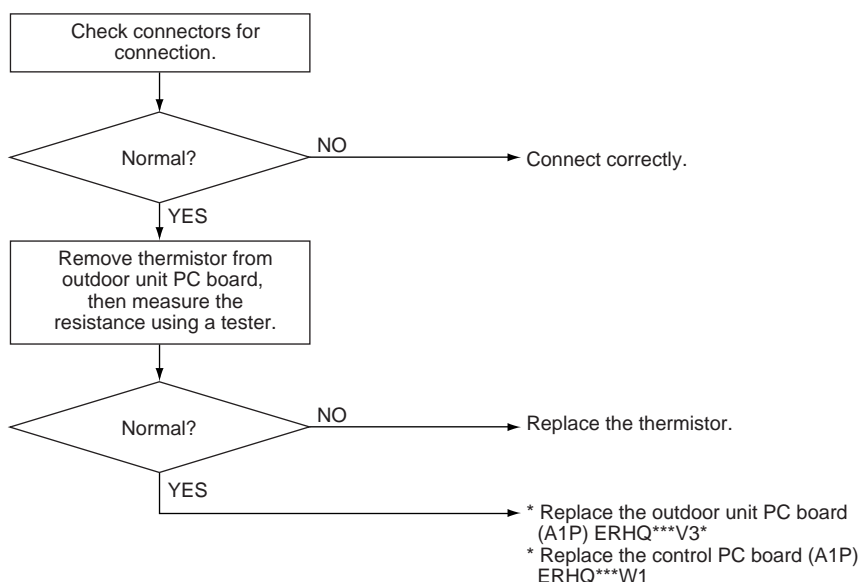 Check connectors for
connection.
Normal?
NO
Connect correctly.
YES
Remove thermistor from
outdoor unit PC board,
then measure the
resistance using a tester.
Normal?
NO
Replace the thermistor.
YES
* Replace the outdoor unit PC board
(A1P) ERHQ***V3*
* Replace the control PC board (A1P)
ERHQ***W1